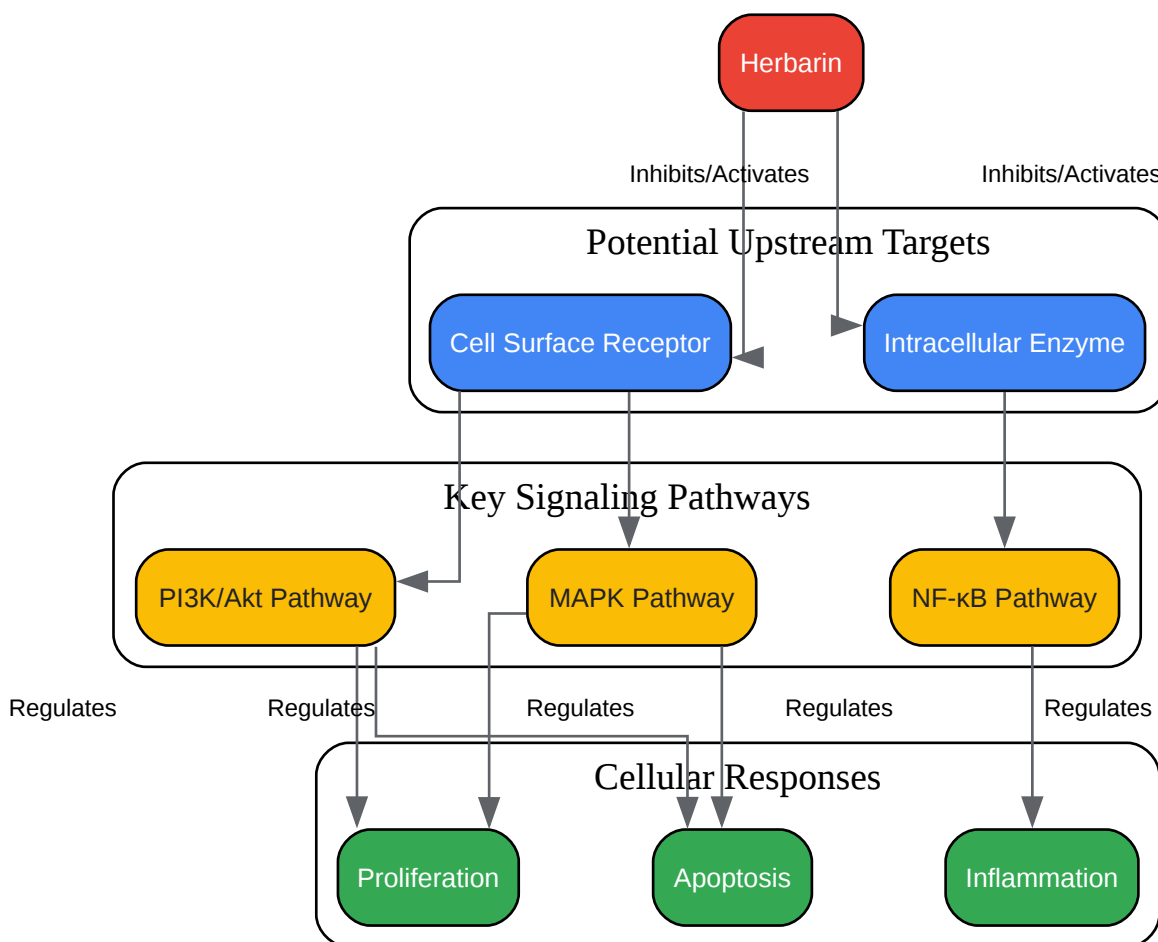 Herbarin
Inhibits/Activates
Inhibits/Activates
Potential Upstream Targets
Cell Surface Receptor
Intracellular Enzyme
Key Signaling Pathways
PI3K/Akt Pathway
MAPK Pathway
NF-κB Pathway
Regulates
Regulates
Regulates
Regulates
Regulates
Cellular Responses
Proliferation
Apoptosis
Inflammation